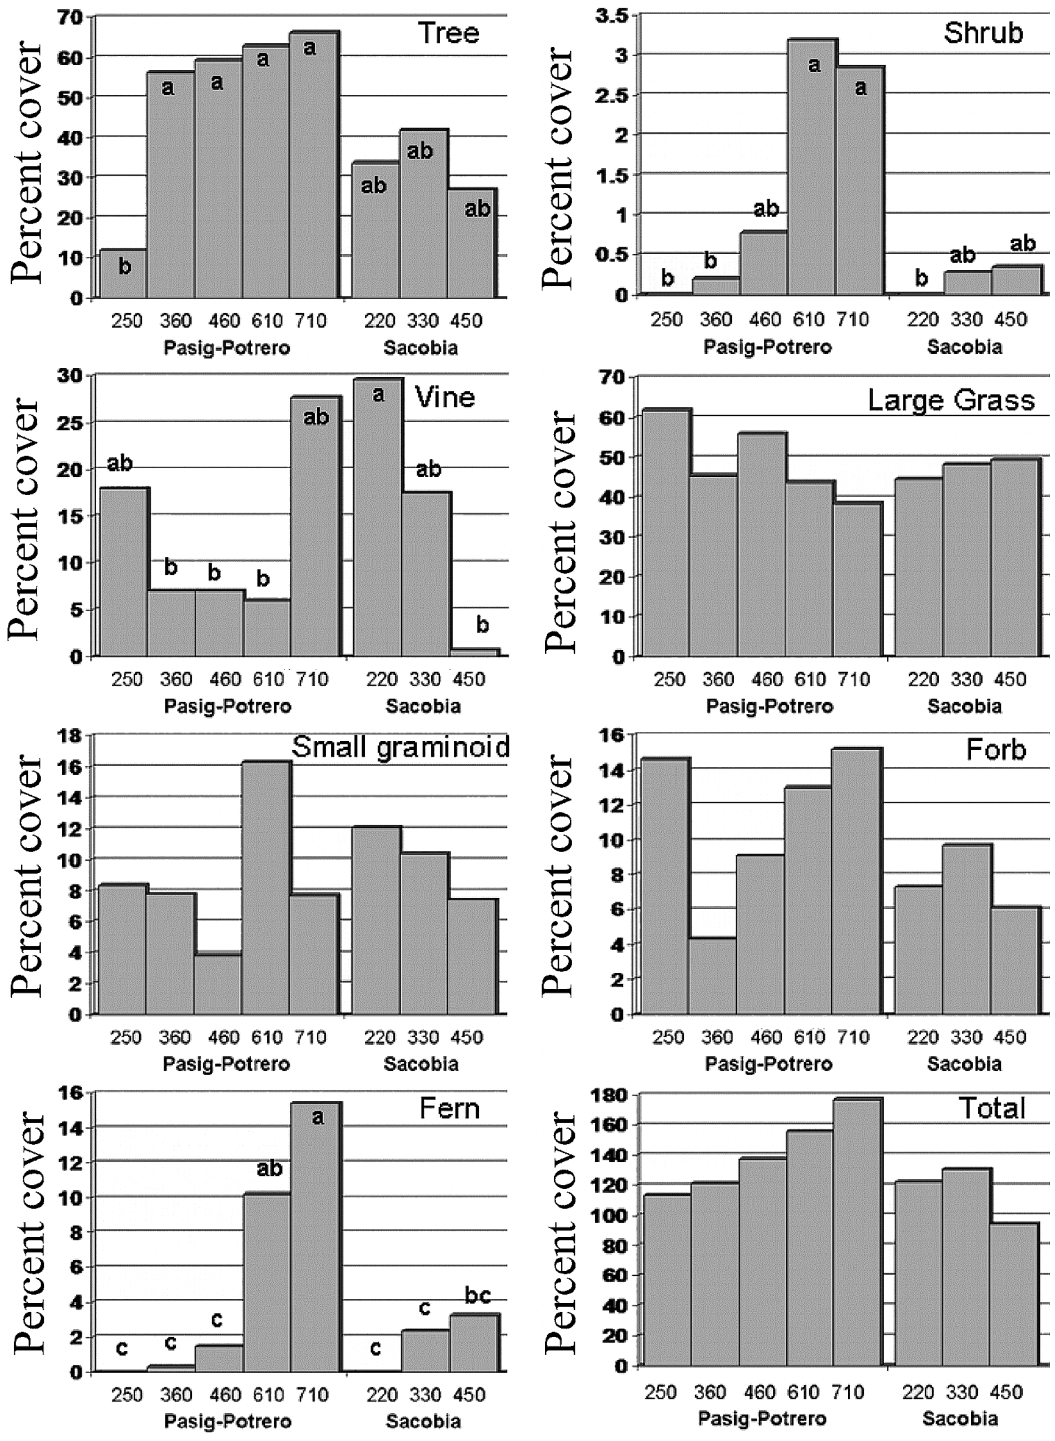 Tree
Percent cover
70
60
50
40
30
20
10
0
b
a
a
a
a
ab
ab
ab
250 360 460 610 710 220 330 450
Pasig-Potrero Sacobia
Shrub
Percent cover
3.5
3
2.5
2
1.5
1
0.5
0
b
b
ab
a
a
b
ab
ab
250 360 460 610 710 220 330 450
Pasig-Potrero Sacobia
Vine
Percent cover
30
25
20
15
10
5
0
ab
b
b
b
ab
a
ab
b
250 360 460 610 710 220 330 450
Pasig-Potrero Sacobia
Large Grass
Percent cover
70
60
50
40
30
20
10
0
250 360 460 610 710 220 330 450
Pasig-Potrero Sacobia
Small graminoid
Percent cover
18
16
14
12
10
8
6
4
2
0
250 360 460 610 710 220 330 450
Pasig-Potrero Sacobia
Forb
Percent cover
16
14
12
10
8
6
4
2
0
250 360 460 610 710 220 330 450
Pasig-Potrero Sacobia
Fern
Percent cover
16
14
12
10
8
6
4
2
0
c
c
c
ab
a
c
c
bc
250 360 460 610 710 220 330 450
Pasig-Potrero Sacobia
Total
Percent cover
180
160
140
120
100
80
60
40
20
0
250 360 460 610 710 220 330 450
Pasig-Potrero Sacobia